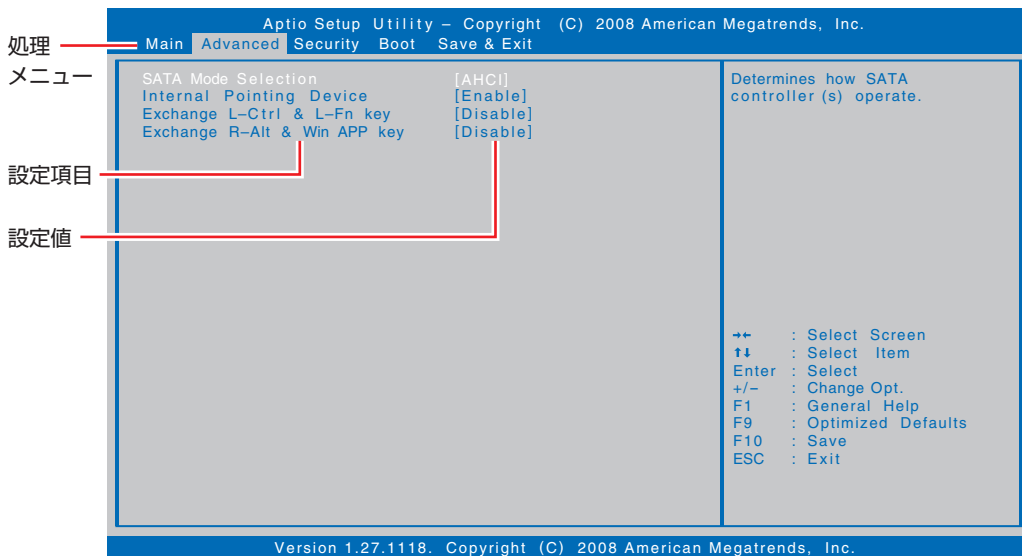 Aptio Setup Utility – Copyright (C) 2008 American Megatrends, Inc.
Main Advanced Security Boot Save & Exit
処理
メニュー
設定項目
設定値
SATA Mode Selection [AHCI]
Internal Pointing Device [Enable]
Exchange L–Ctrl & L–Fn key [Disable]
Exchange R–Alt & Win APP key [Disable]
Determines how SATA
controller (s) operate.
→← : Select Screen
↑↓ : Select Item
Enter : Select
+/– : Change Opt.
F1 : General Help
F9 : Optimized Defaults
F10 : Save
ESC : Exit
Version 1.27.1118. Copyright (C) 2008 American Megatrends, Inc.